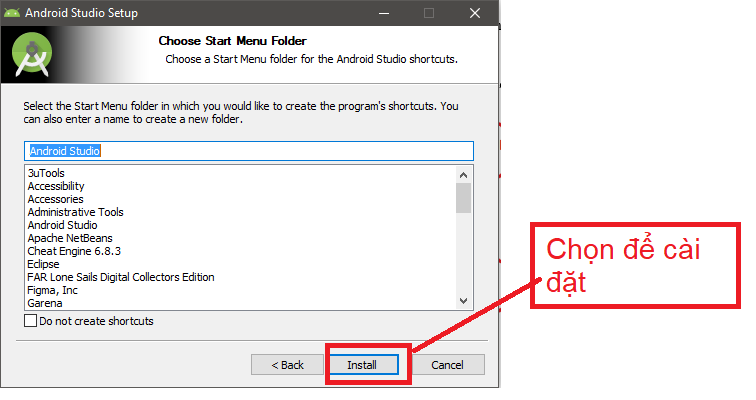 Android Studio Setup
Choose Start Menu Folder
Choose a Start Menu folder for the Android Studio shortcuts.
Select the Start Menu folder in which you would like to create the program's shortcuts. You
can also enter a name to create a new folder.
Android Studio
3uTools
Accessibility
Accessories
Administrative Tools
Android Studio
Apache NetBeans
Cheat Engine 6.8.3
Eclipse
FAR Lone Sails Digital Collectors Edition
Figma, Inc
Garena
Do not create shortcuts
< Back
Install
Cancel
Chọn để cài
đặt